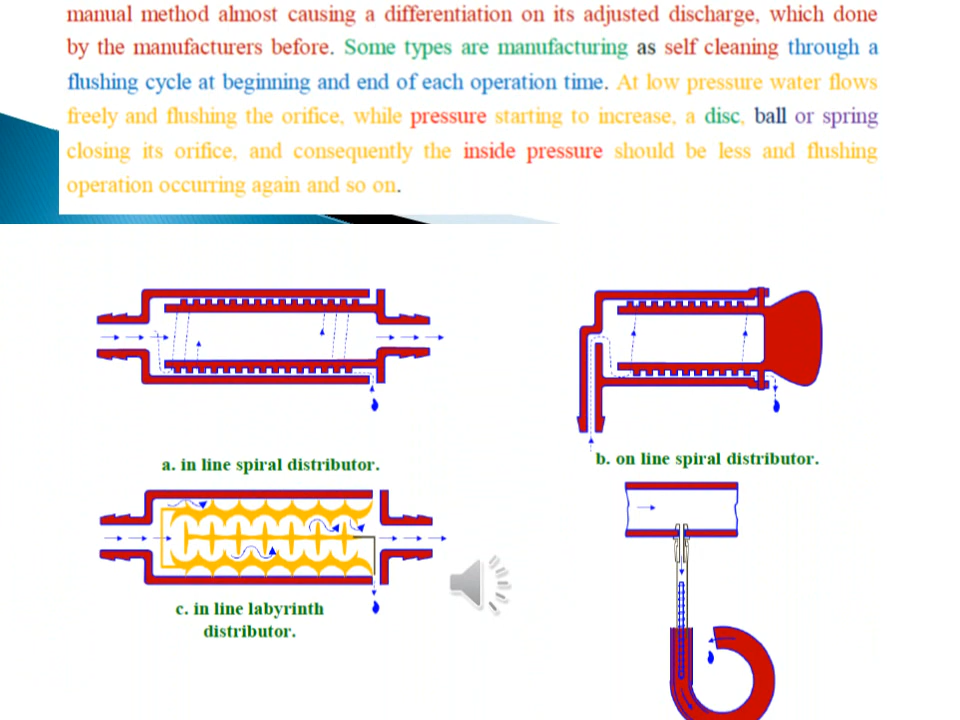 manual method almost causing a differentiation on its adjusted discharge, which done
by the manufacturers before. Some types are manufacturing as self cleaning through a
flushing cycle at beginning and end of each operation time. At low pressure water flows
freely and flushing the orifice, while pressure starting to increase, a disc, ball or spring
closing its orifice, and consequently the inside pressure should be less and flushing
operation occurring again and so on.
a. in line spiral distributor.
b. on line spiral distributor.
c. in line labyrinth
distributor.